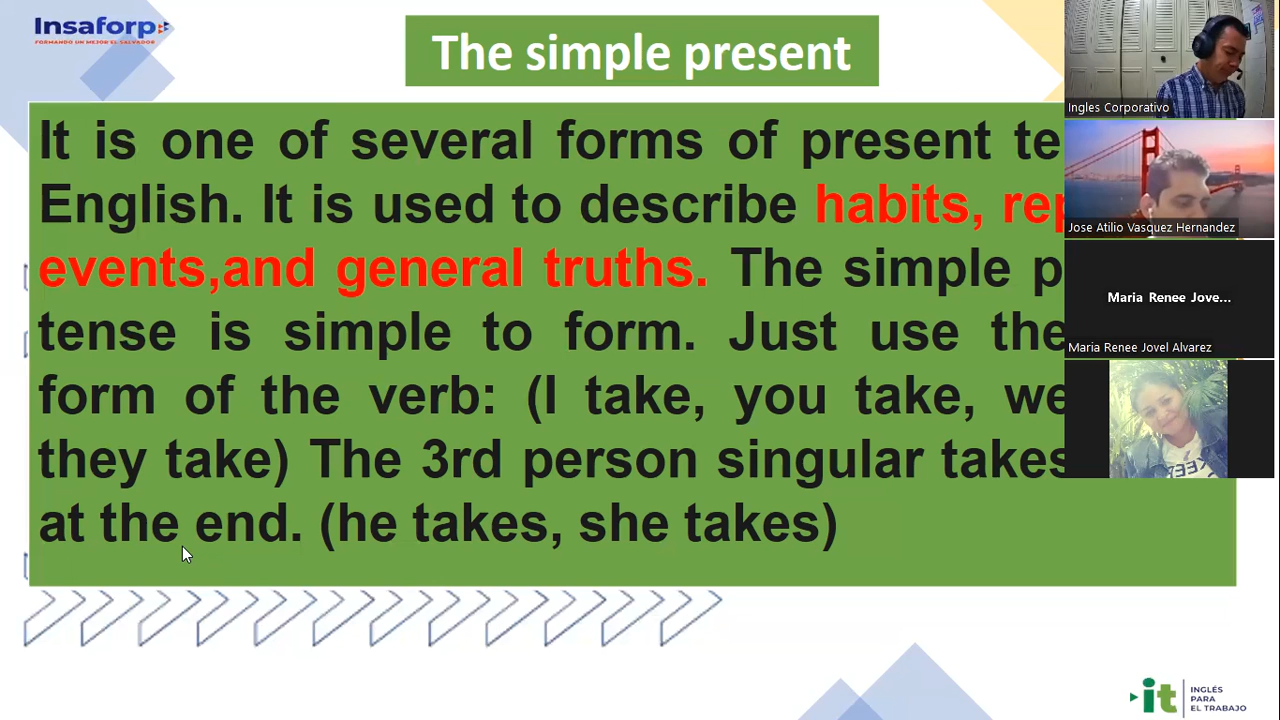 Insaforp
FORMANDO UN MEJOR EL SALVADOR
The simple present
It is one of several forms of present
English. It is used to describe habits,
events,and general truths. The simple
tense is simple to form. Just use the
form of the verb: (I take, you take, we
they take) The 3rd person singular takes
at the end. (he takes, she takes)
Ingles Corporativo
Jose Atilio Vasquez Hernandez
Maria Renee Jove...
Maria Renee Jovel Alvarez
it
INGLÉS
PARA
EL TRABAJO